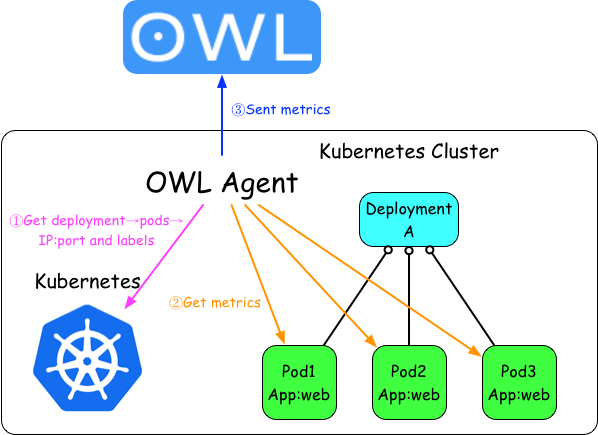 OWL
③Sent metrics
Kubernetes Cluster
OWL Agent
①Get deployment→pods→
IP:port and labels
Deployment
A
Kubernetes
②Get metrics
Pod1
App:web
Pod2
App:web
Pod3
App:web